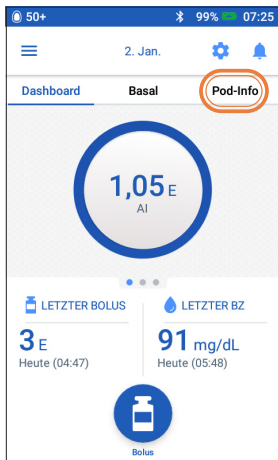 50+ 99% 07:25
2. Jan.
Dashboard Basal Pod-Info
1,05 E
AI
LETZTER BOLUS LETZTER BZ
3 E 91 mg/dL
Heute (04:47) Heute (05:48)
Bolus